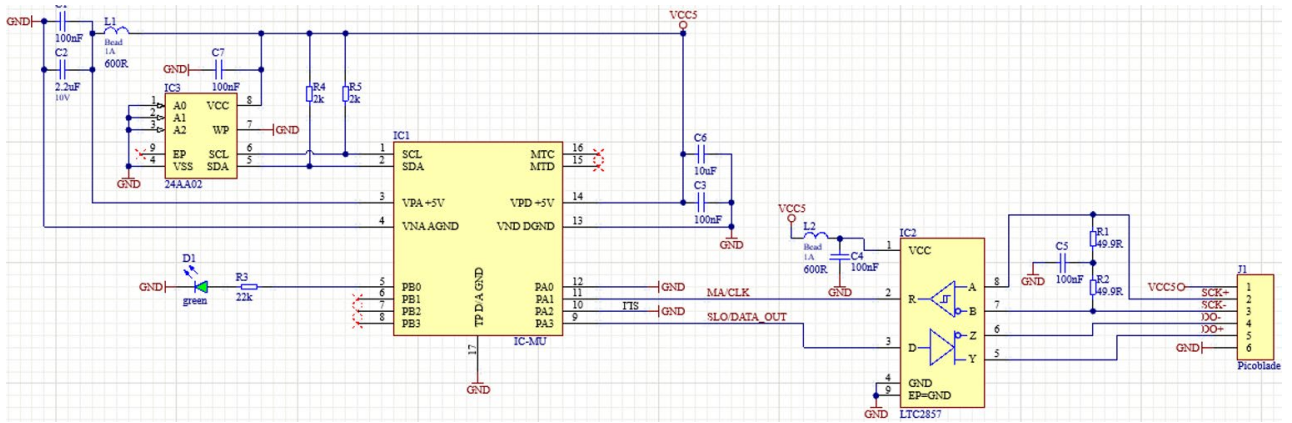 VCC5
GND
C1
L1
100nF
Bead
1A
600R
C2
2.2uF
10V
GND
C7
100nF
R4
2k
R5
2k
IC3
1
2
3
9
4
A0
A1
A2
EP
VSS
VCC
WP
SCL
SDA
8
7
6
5
GND
GND
24AA02
IC1
1
2
3
4
5
6
7
8
SCL
SDA
VPA +5V
VNA AGND
PB0
PB1
PB2
PB3
MTC
MTD
VPD +5V
VND DGND
PA0
PA1
PA2
PA3
TP D/A GND
16
15
14
13
12
11
10
9
17
IC-MU
GND
C6
10uF
C3
100nF
GND
D1
GND
green
R3
22k
GND
MA/CLK
GND
SLO/DATA_OUT
VCC5
L2
Bead
1A
600R
C4
100nF
GND
IC2
1
2
3
4
9
VCC
R
D
GND
EP=GND
A
B
Z
Y
8
7
6
5
LTC2857
GND
R1
49.9R
C5
100nF
GND
R2
49.9R
J1
VCC5
SCK+
SCK-
DO-
DO+
GND
1
2
3
4
5
6
Picoblade